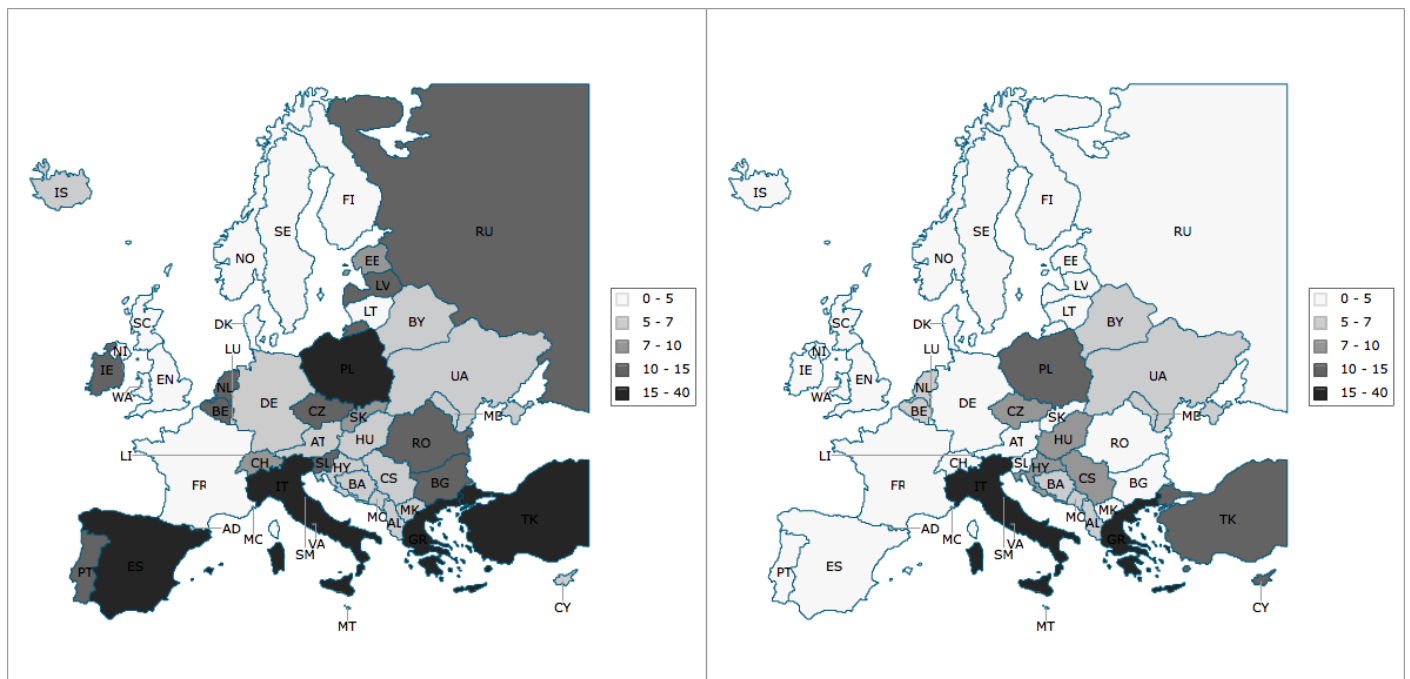 IS
FI
SE
RU
NO
EE
LV
LT
SC
DK
BY
NI
LU
IE
EN
PL
UA
NL
WA
DE
BE
CZ
MD
SK
AT
HU
RO
LI
CH
SL
HY
FR
IT
BA
CS
BG
MC
MK
TK
AD
AL
MC
GR
VA
SM
PT
ES
CY
MT
0 - 5
5 - 7
7 - 10
10 - 15
15 - 40
IS
FI
SE
RU
NO
EE
LV
LT
SC
DK
BY
NI
LU
IE
EN
PL
UA
NL
WA
DE
BE
CZ
MD
SK
AT
HU
RO
LI
CH
SL
HY
FR
IT
BA
CS
BG
MC
MK
TK
AD
AL
MC
GR
VA
SM
PT
ES
CY
MT
0 - 5
5 - 7
7 - 10
10 - 15
15 - 40